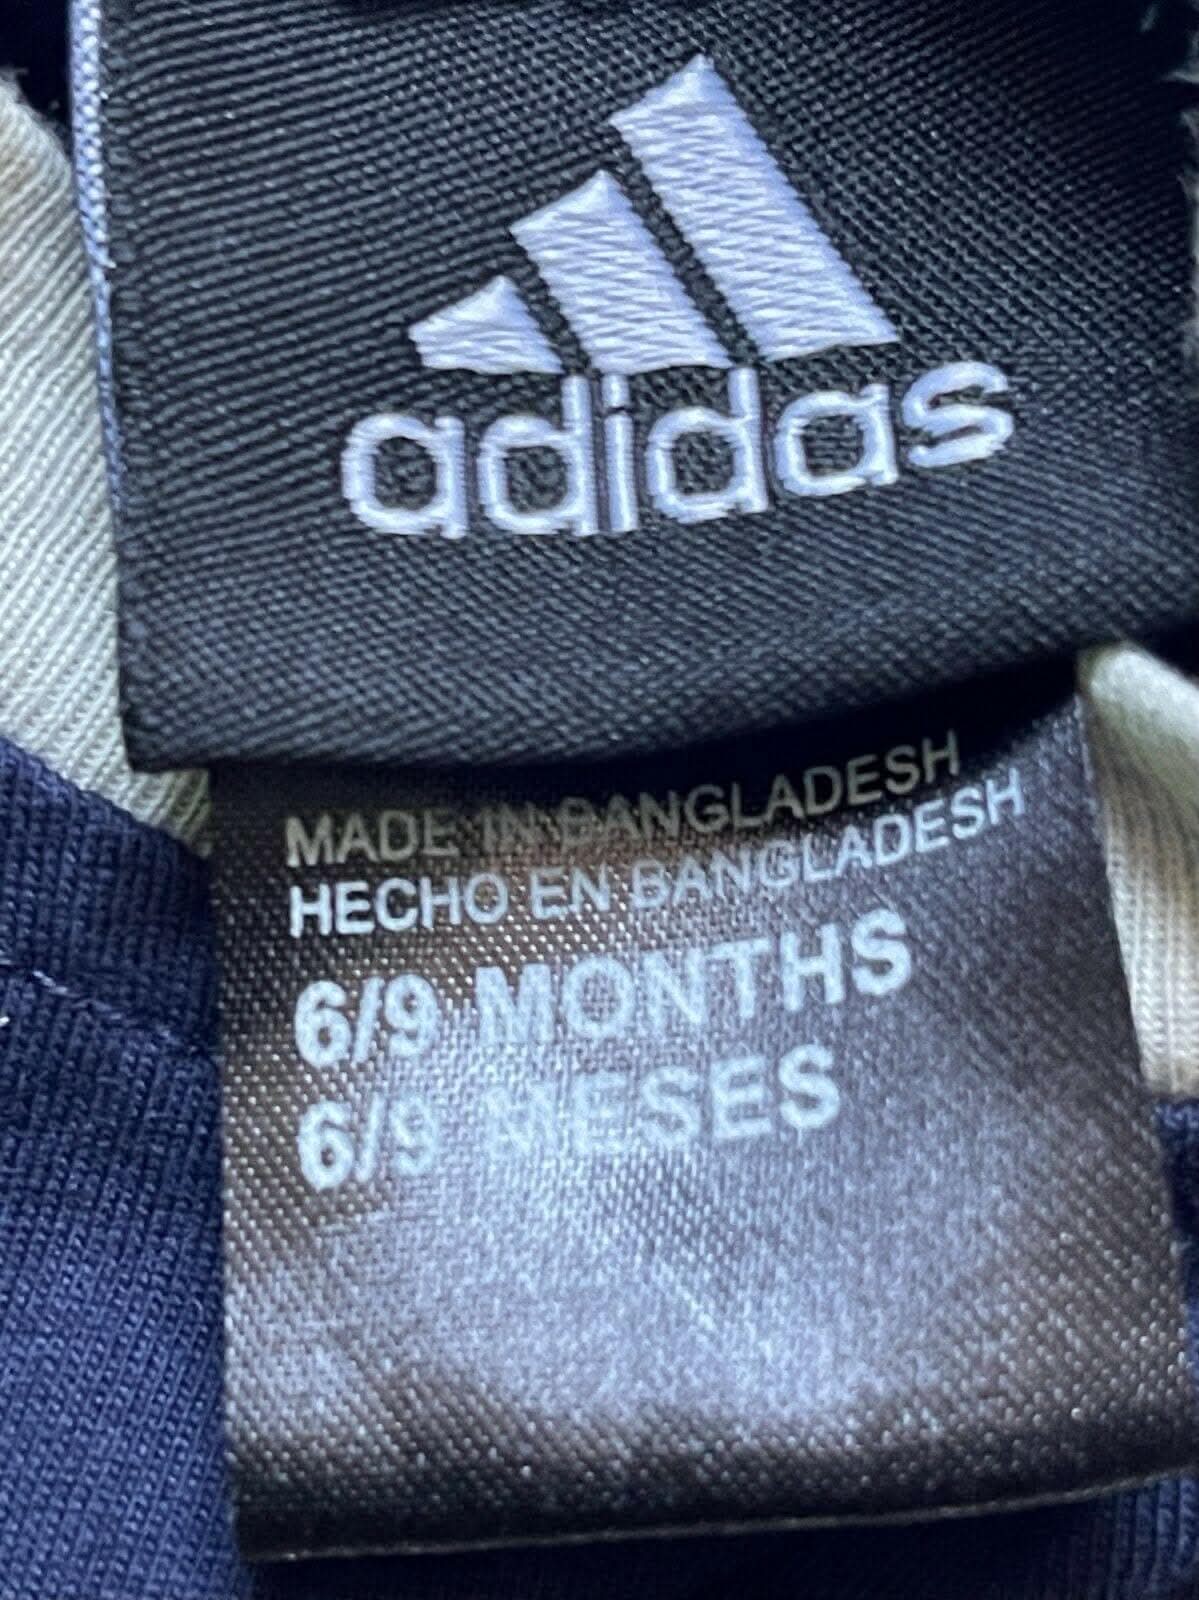 adidas
MADE IN BANGLADESH
HECHO EN BANGLADESH
6/9 MONTHS
6/9 MESES